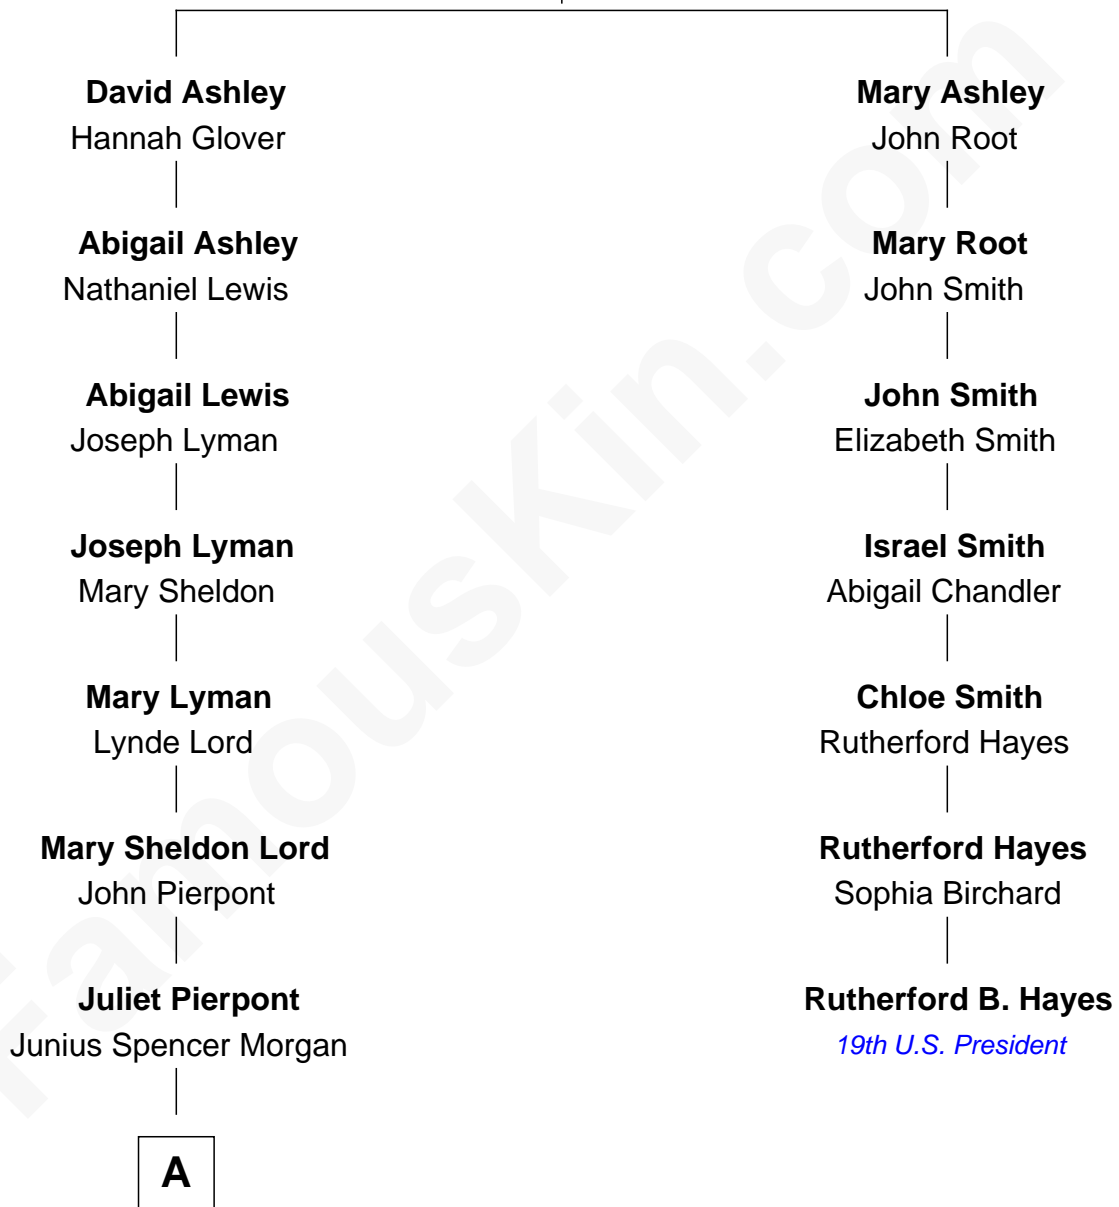 David Ashley
Hannah Glover
Abigail Ashley
Nathaniel Lewis
Abigail Lewis
Joseph Lyman
Joseph Lyman
Mary Sheldon
Mary Lyman
Lynde Lord
Mary Sheldon Lord
John Pierpont
Juliet Pierpont
Junius Spencer Morgan
A
Mary Ashley
John Root
Mary Root
John Smith
John Smith
Elizabeth Smith
Israel Smith
Abigail Chandler
Chloe Smith
Rutherford Hayes
Rutherford Hayes
Sophia Birchard
Rutherford B. Hayes
19th U.S. President
FamousKin.com